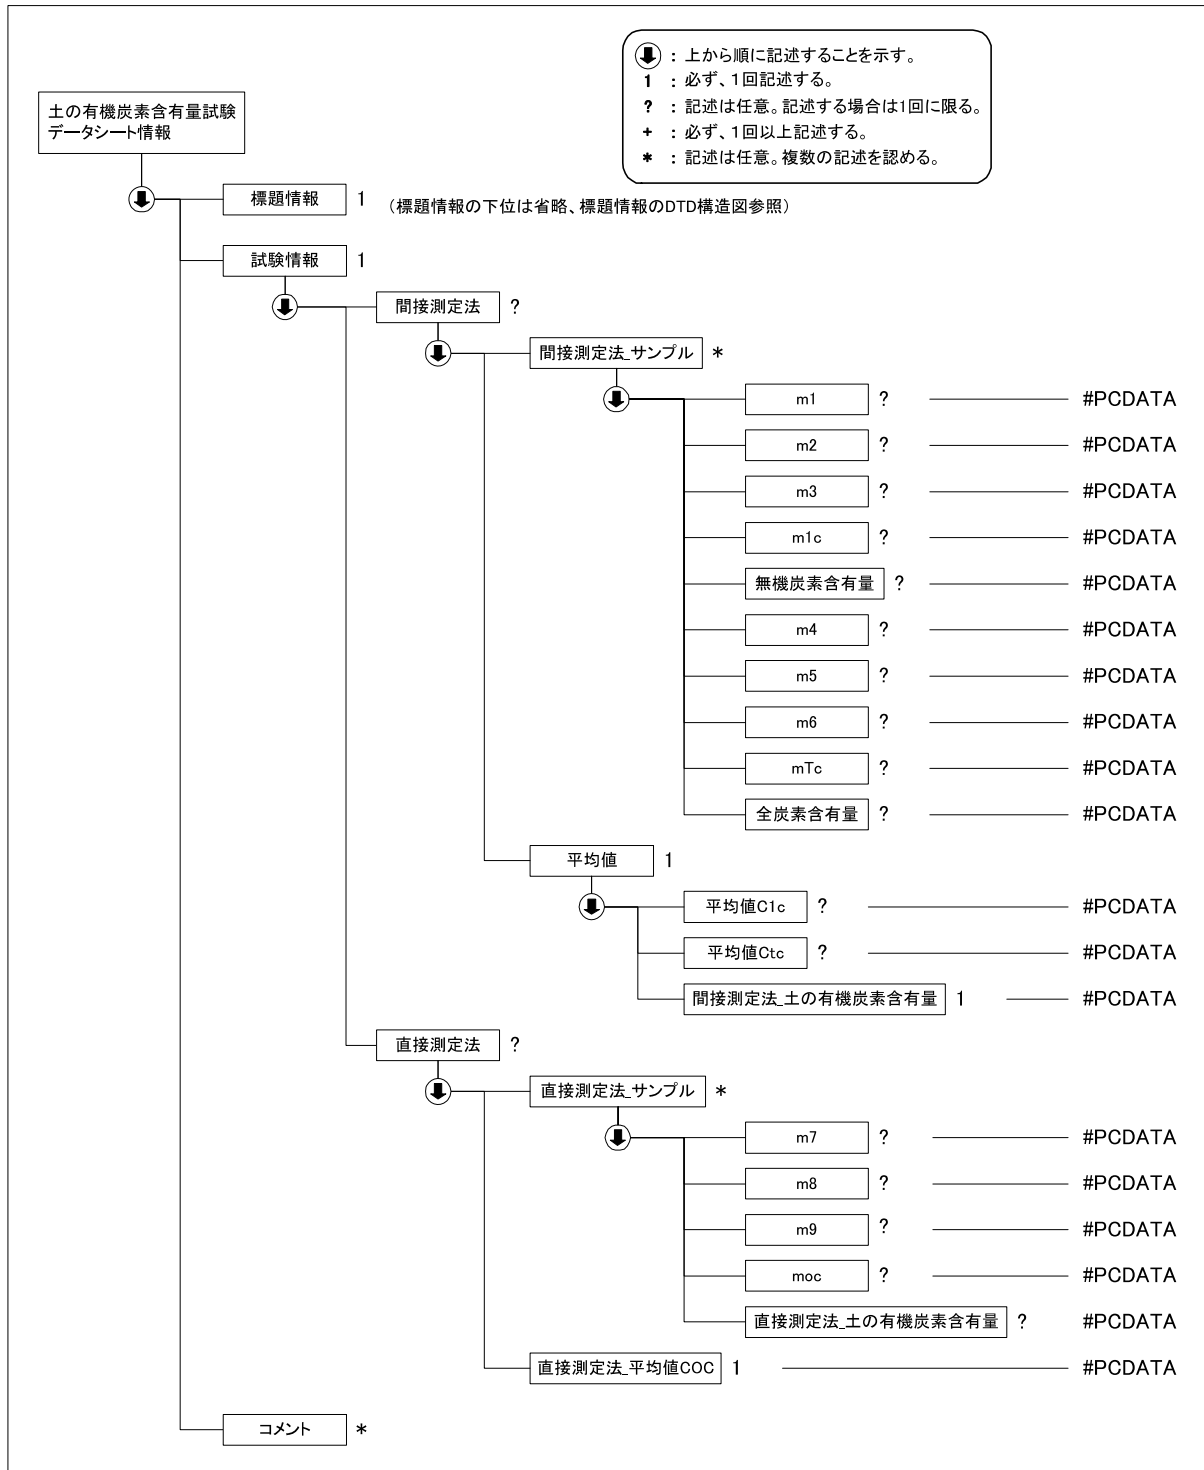 ：上から順に記述することを示す。
1 ：必ず、1回記述する。
? ：記述は任意。記述する場合は1回に限る。
+ ：必ず、1回以上記述する。
* ：記述は任意。複数の記述を認める。
土の有機炭素含有量試験
データシート情報
標題情報 1 （標題情報の下位は省略、標題情報のDTD構造図参照）
試験情報 1
間接測定法 ?
間接測定法_サンプル *
m1 ? #PCDATA
m2 ? #PCDATA
m3 ? #PCDATA
m1c ? #PCDATA
無機炭素含有量 ? #PCDATA
m4 ? #PCDATA
m5 ? #PCDATA
m6 ? #PCDATA
mTc ? #PCDATA
全炭素含有量 ? #PCDATA
平均値 1
平均値C1c ? #PCDATA
平均値Ctc ? #PCDATA
間接測定法_土の有機炭素含有量 1 #PCDATA
直接測定法 ?
直接測定法_サンプル *
m7 ? #PCDATA
m8 ? #PCDATA
m9 ? #PCDATA
moc ? #PCDATA
直接測定法_土の有機炭素含有量 ? #PCDATA
直接測定法_平均値COC 1 #PCDATA
コメント *